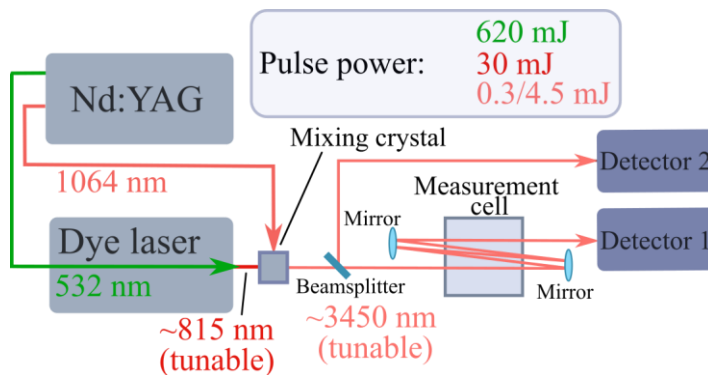 620 mJ
Pulse power:
30 mJ
0.3/4.5 mJ
Nd:YAG
Mixing crystal
1064 nm
Detector 2
Measurement
cell
Mirror
Dye laser
Detector 1
532 nm
Beamsplitter
Mirror
~815 nm
(tunable)
~3450 nm
(tunable)